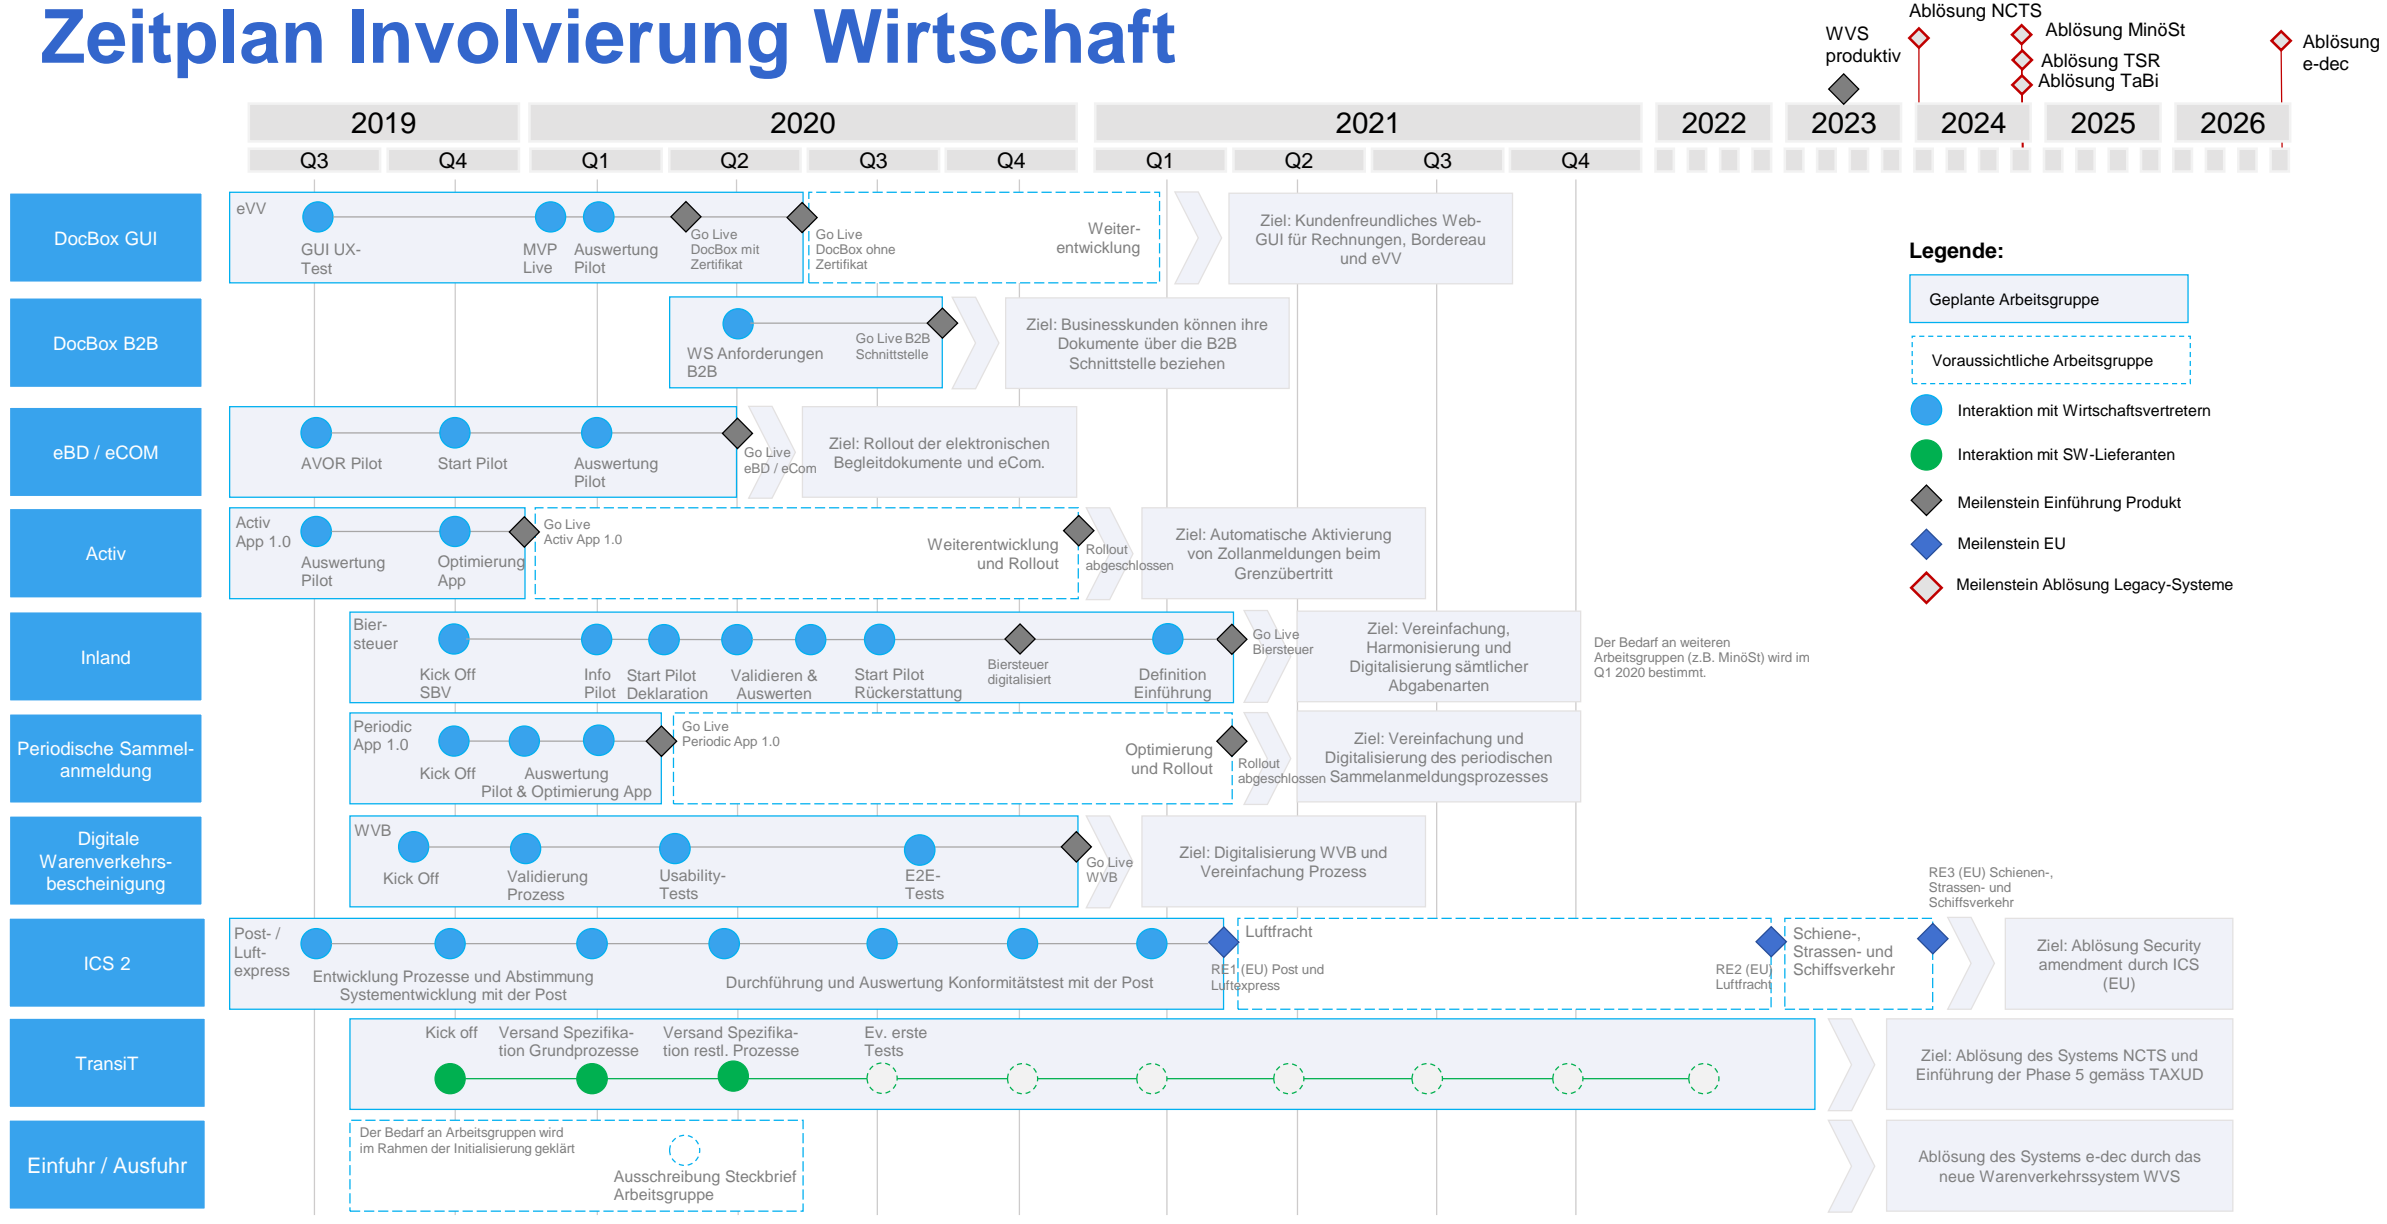 Zeitplan Involvierung Wirtschaft
WVS
produktiv
Ablösung NCTS
Ablösung MinöSt
Ablösung TSR
Ablösung TaBi
Ablösung
e-dec
2019
2020
2021
2022
2023
2024
2025
2026
Q3
Q4
Q1
Q2
Q3
Q4
Q1
Q2
Q3
Q4
DocBox GUI
eVV
GUI UX-
Test
MVP
Live
Auswertung
Pilot
Go Live
DocBox mit
Zertifikat
Go Live
DocBox ohne
Zertifikat
Weiter-
entwicklung
Ziel: Kundenfreundliches Web-
GUI für Rechnungen, Bordereau
und eVV
DocBox B2B
WS Anforderungen
B2B
Go Live B2B
Schnittstelle
Ziel: Businesskunden können ihre
Dokumente über die B2B
Schnittstelle beziehen
eBD / eCOM
AVOR Pilot
Start Pilot
Auswertung
Pilot
Go Live
eBD / eCom
Ziel: Rollout der elektronischen
Begleitdokumente und eCom.
Activ
Activ
App 1.0
Auswertung
Pilot
Optimierung
App
Go Live
Activ App 1.0
Weiterentwicklung
und Rollout
Rollout
abgeschlossen
Ziel: Automatische Aktivierung
von Zollanmeldungen beim
Grenzübertritt
Inland
Bier-
steuer
Kick Off
SBV
Info
Pilot
Start Pilot
Deklaration
Validieren &
Auswerten
Start Pilot
Rückerstattung
Biersteuer
digitalisiert
Definition
Einführung
Go Live
Biersteuer
Ziel: Vereinfachung,
Harmonisierung und
Digitalisierung sämtlicher
Abgabenarten
Der Bedarf an weiteren
Arbeitsgruppen (z.B. MinöSt) wird im
Q1 2020 bestimmt.
Periodische Sammel-
anmeldung
Periodic
App 1.0
Kick Off
Auswertung
Pilot & Optimierung App
Go Live
Periodic App 1.0
Optimierung
und Rollout
Rollout
abgeschlossen
Ziel: Vereinfachung und
Digitalisierung des periodischen
Sammelanmeldungsprozesses
Digitale
Warenverkehrs-
bescheinigung
WVB
Kick Off
Validierung
Prozess
Usability-
Tests
E2E-
Tests
Go Live
WVB
Ziel: Digitalisierung WVB und
Vereinfachung Prozess
ICS 2
Post- /
Luft-
express
Entwicklung Prozesse und Abstimmung
Systementwicklung mit der Post
Durchführung und Auswertung Konformitätstest mit der Post
RE1 (EU) Post und
Luftexpress
Luftfracht
RE2 (EU)
Luftfracht
Schiene-,
Strassen- und
Schiffsverkehr
RE3 (EU) Schienen-,
Strassen- und
Schiffsverkehr
Ziel: Ablösung Security
amendment durch ICS
(EU)
TransiT
Kick off
Versand Spezifika-
tion Grundprozesse
Versand Spezifika-
tion restl. Prozesse
Ev. erste
Tests
Ziel: Ablösung des Systems NCTS und
Einführung der Phase 5 gemäss TAXUD
Einfuhr / Ausfuhr
Der Bedarf an Arbeitsgruppen wird
im Rahmen der Initialisierung geklärt
Ausschreibung Steckbrief
Arbeitsgruppe
Ablösung des Systems e-dec durch das
neue Warenverkehrssystem WVS
Legende:
Geplante Arbeitsgruppe
Voraussichtliche Arbeitsgruppe
Interaktion mit Wirtschaftsvertretern
Interaktion mit SW-Lieferanten
Meilenstein Einführung Produkt
Meilenstein EU
Meilenstein Ablösung Legacy-Systeme